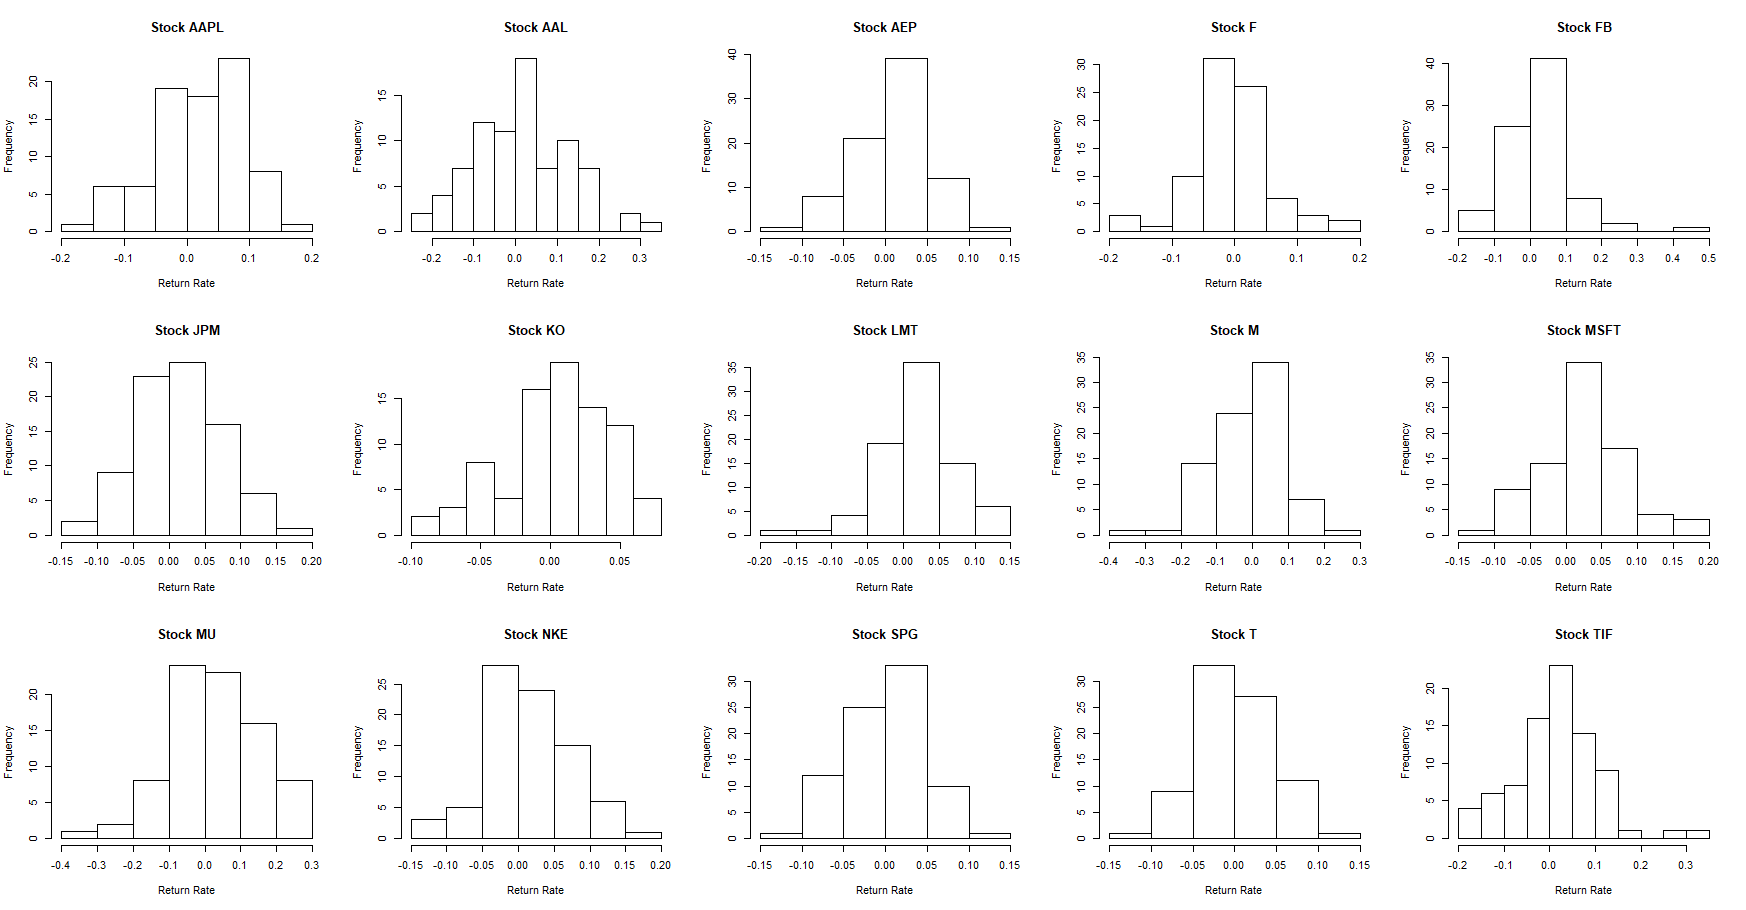 Stock AAPL
Frequency
0 5 10 15 20
-0.2 -0.1 0.0 0.1 0.2
Return Rate
Stock AAL
Frequency
0 5 10 15
-0.2 -0.1 0.0 0.1 0.2 0.3
Return Rate
Stock AEP
Frequency
0 10 20 30 40
-0.15 -0.10 -0.05 0.00 0.05 0.10 0.15
Return Rate
Stock F
Frequency
0 5 10 15 20 25 30
-0.2 -0.1 0.0 0.1 0.2
Return Rate
Stock FB
Frequency
0 10 20 30 40
-0.2 -0.1 0.0 0.1 0.2 0.3 0.4 0.5
Return Rate
Stock JPM
Frequency
0 5 10 15 20 25
-0.15 -0.10 -0.05 0.00 0.05 0.10 0.15 0.20
Return Rate
Stock KO
Frequency
0 5 10 15
-0.10 -0.05 0.00 0.05
Return Rate
Stock LMT
Frequency
0 5 10 15 20 25 30 35
-0.20 -0.15 -0.10 -0.05 0.00 0.05 0.10 0.15
Return Rate
Stock M
Frequency
0 5 10 15 20 25 30 35
-0.4 -0.3 -0.2 -0.1 0.0 0.1 0.2 0.3
Return Rate
Stock MSFT
Frequency
0 5 10 15 20 25 30 35
-0.15 -0.10 -0.05 0.00 0.05 0.10 0.15 0.20
Return Rate
Stock MU
Frequency
0 5 10 15 20
-0.4 -0.3 -0.2 -0.1 0.0 0.1 0.2 0.3
Return Rate
Stock NKE
Frequency
0 5 10 15 20 25
-0.15 -0.10 -0.05 0.00 0.05 0.10 0.15 0.20
Return Rate
Stock SPG
Frequency
0 5 10 15 20 25 30
-0.15 -0.10 -0.05 0.00 0.05 0.10 0.15
Return Rate
Stock T
Frequency
0 5 10 15 20 25 30
-0.15 -0.10 -0.05 0.00 0.05 0.10 0.15
Return Rate
Stock TIF
Frequency
0 5 10 15 20
-0.2 -0.1 0.0 0.1 0.2 0.3
Return Rate